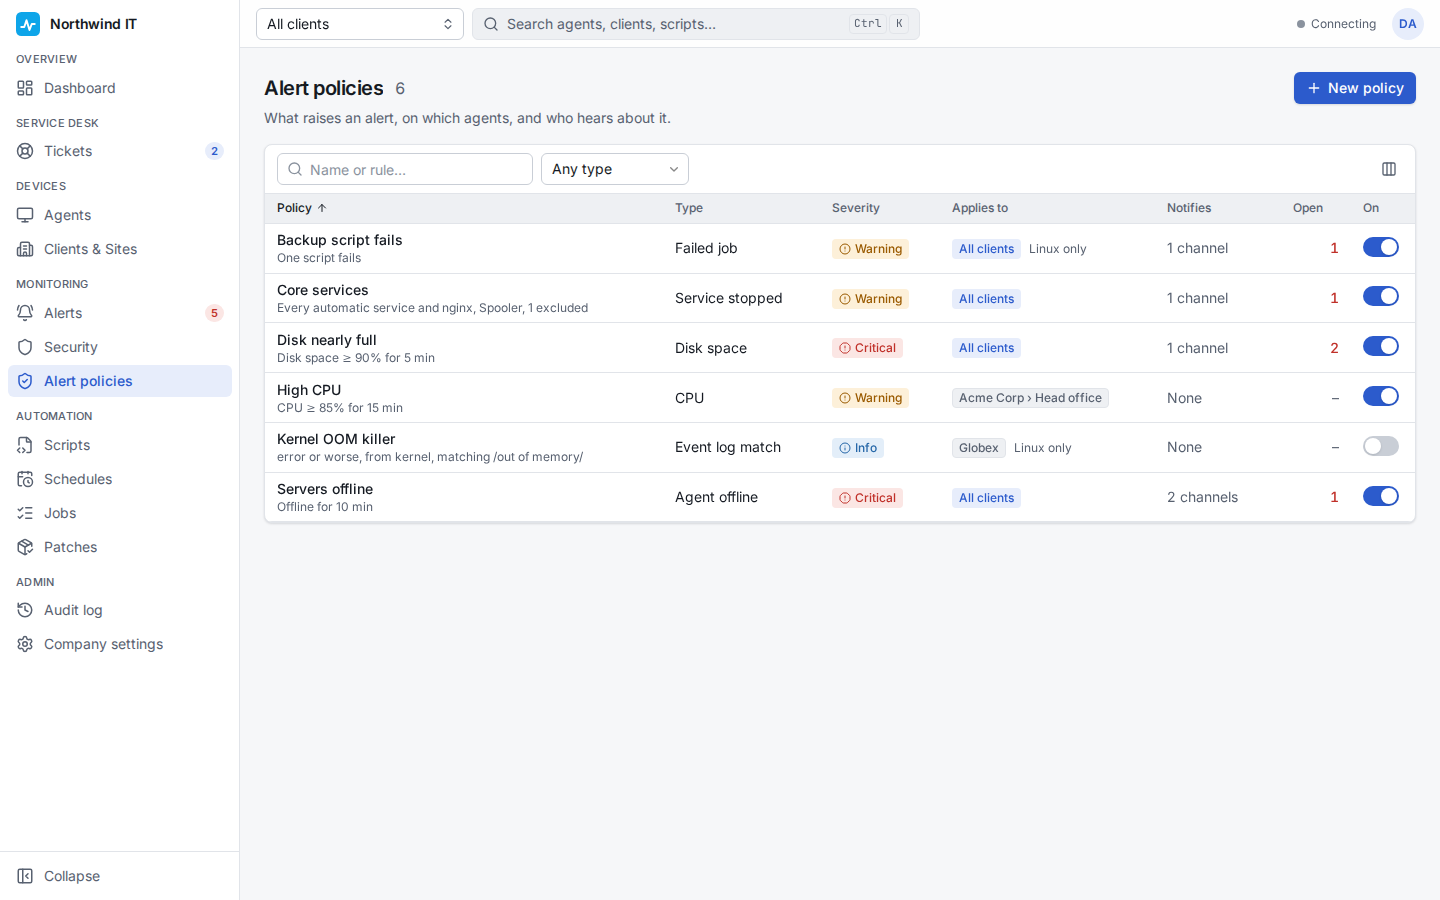 Northwind IT
All clients
Search agents, clients, scripts...
Ctrl K
Connecting
DA
OVERVIEW
Dashboard
SERVICE DESK
Tickets 2
DEVICES
Agents
Clients & Sites
MONITORING
Alerts 5
Security
Alert policies
AUTOMATION
Scripts
Schedules
Jobs
Patches
ADMIN
Audit log
Company settings
Collapse
Alert policies 6
New policy
What raises an alert, on which agents, and who hears about it.
Name or rule...
Any type
Policy Type Severity Applies to Notifies Open On
Backup script fails
One script fails
Failed job Warning All clients Linux only 1 channel 1
Core services
Every automatic service and nginx, Spooler, 1 excluded
Service stopped Warning All clients 1 channel 1
Disk nearly full
Disk space ≥ 90% for 5 min
Disk space Critical All clients 1 channel 2
High CPU
CPU ≥ 85% for 15 min
CPU Warning Acme Corp › Head office None –
Kernel OOM killer
error or worse, from kernel, matching /out of memory/
Event log match Info Globex Linux only None –
Servers offline
Offline for 10 min
Agent offline Critical All clients 2 channels 1